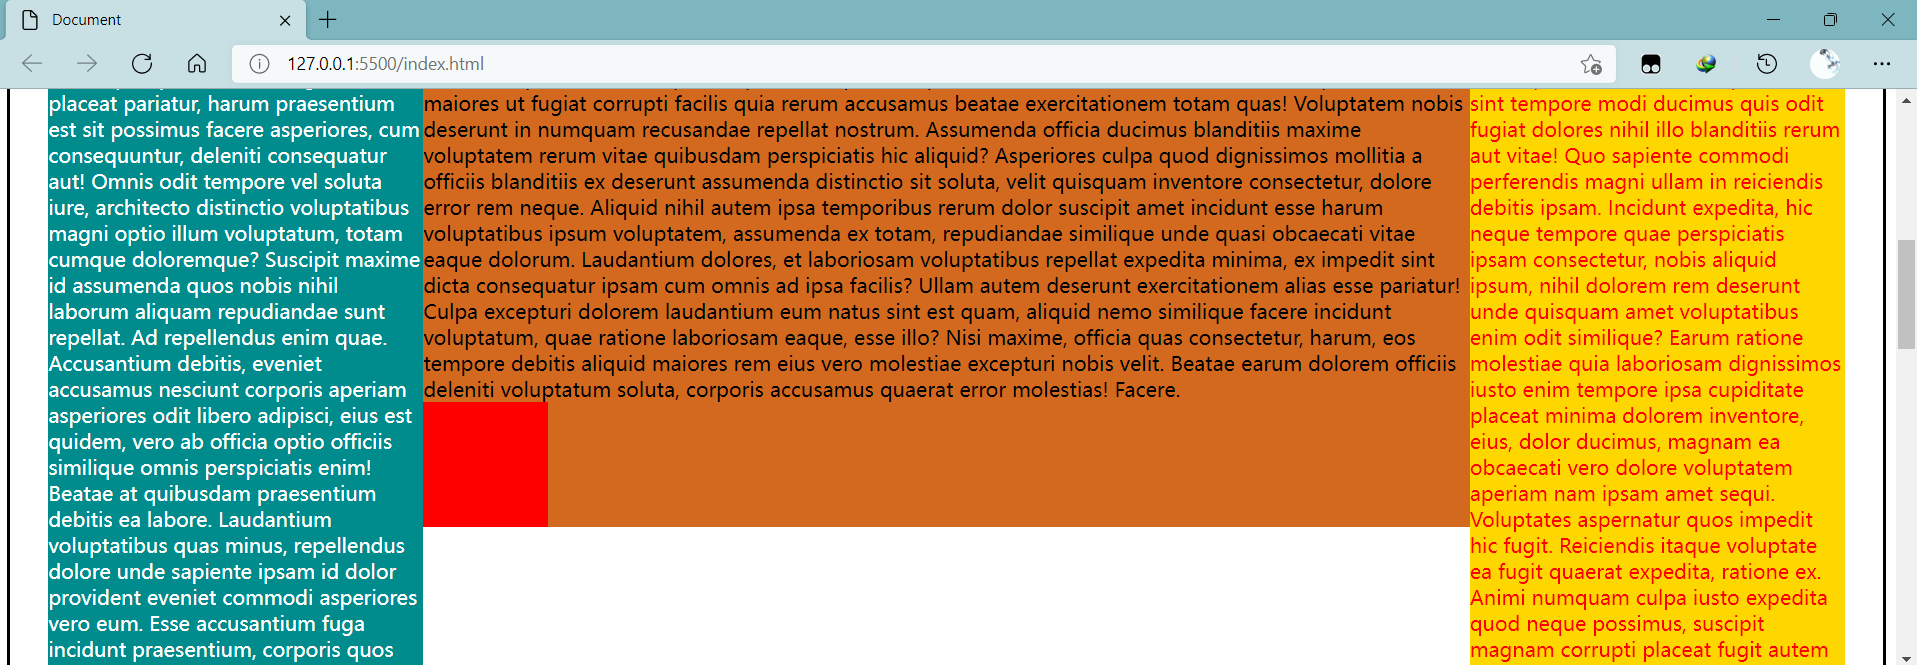 Document
127.0.0.1:5500/index.html
placeat pariatur, harum praesentium
est sit possimus facere asperiores, cum
consequuntur, deleniti consequatur
aut! Omnis odit tempore vel soluta
iure, architecto distinctio voluptatibus
magni optio illum voluptatum, totam
cumque doloremque? Suscipit maxime
id assumenda quos nobis nihil
laborum aliquam repudiandae sunt
repellat. Ad repellendus enim quae.
Accusantium debitis, eveniet
accusamus nesciunt corporis aperiam
asperiores odit libero adipisci, eius est
quidem, vero ab officia optio officiis
similique omnis perspiciatis enim!
Beatae at quibusdam praesentium
debitis ea labore. Laudantium
voluptatibus quas minus, repellendus
dolore unde sapiente ipsam id dolor
provident eveniet commodi asperiores
vero eum. Esse accusantium fuga
incidunt praesentium, corporis quos
maiores ut fugiat corrupti facilis quia rerum accusamus beatae exercitationem totam quas! Voluptatem nobis
deserunt in numquam recusandae repellat nostrum. Assumenda officia ducimus blanditiis maxime
voluptatem rerum vitae quibusdam perspiciatis hic aliquid? Asperiores culpa quod dignissimos mollitia a
officiis blanditiis ex deserunt assumenda distinctio sit soluta, velit quisquam inventore consectetur, dolore
error rem neque. Aliquid nihil autem ipsa temporibus rerum dolor suscipit amet incidunt esse harum
voluptatibus ipsum voluptatem, assumenda ex totam, repudiandae similique unde quasi obcaecati vitae
eaque dolorum. Laudantium dolores, et laboriosam voluptatibus repellat expedita minima, ex impedit sint
dicta consequatur ipsam cum omnis ad ipsa facilis? Ullam autem deserunt exercitationem alias esse pariatur!
Culpa excepturi dolorem laudantium eum natus sint est quam, aliquid nemo similique facere incidunt
voluptatum, quae ratione laboriosam eaque, esse illo? Nisi maxime, officia quas consectetur, harum, eos
tempore debitis aliquid maiores rem eius vero molestiae excepturi nobis velit. Beatae earum dolorem officiis
deleniti voluptatum soluta, corporis accusamus quaerat error molestias! Facere.
sint tempore modi ducimus quis odit
fugiat dolores nihil illo blanditiis rerum
aut vitae! Quo sapiente commodi
perferendis magni ullam in reiciendis
debitis ipsam. Incidunt expedita, hic
neque tempore quae perspiciatis
ipsam consectetur, nobis aliquid
ipsum, nihil dolorem rem deserunt
unde quisquam amet voluptatibus
enim odit similique? Earum ratione
molestiae quia laboriosam dignissimos
iusto enim tempore ipsa cupiditate
placeat minima dolorem inventore,
eius, dolor ducimus, magnam ea
obcaecati vero dolore voluptatem
aperiam nam ipsam amet sequi.
Voluptates aspernatur quos impedit
hic fugit. Reiciendis itaque voluptate
ea fugit quaerat expedita, ratione ex.
Animi numquam culpa iusto expedita
quod neque possimus, suscipit
magnam corrupti placeat fugit autem